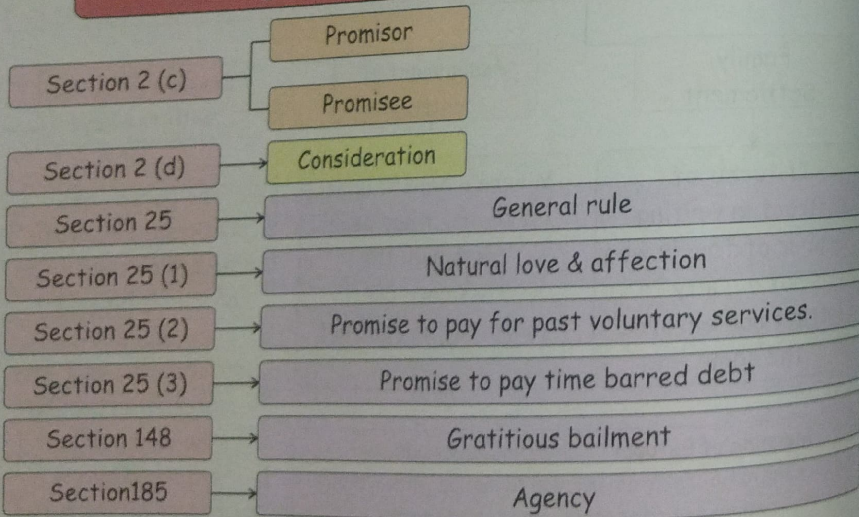 Section 2 (c)
Promisor
Promisee
Section 2 (d)
Consideration
Section 25
General rule
Section 25 (1)
Natural love & affection
Section 25 (2)
Promise to pay for past voluntary services.
Section 25 (3)
Promise to pay time barred debt
Section 148
Gratitious bailment
Section185
Agency